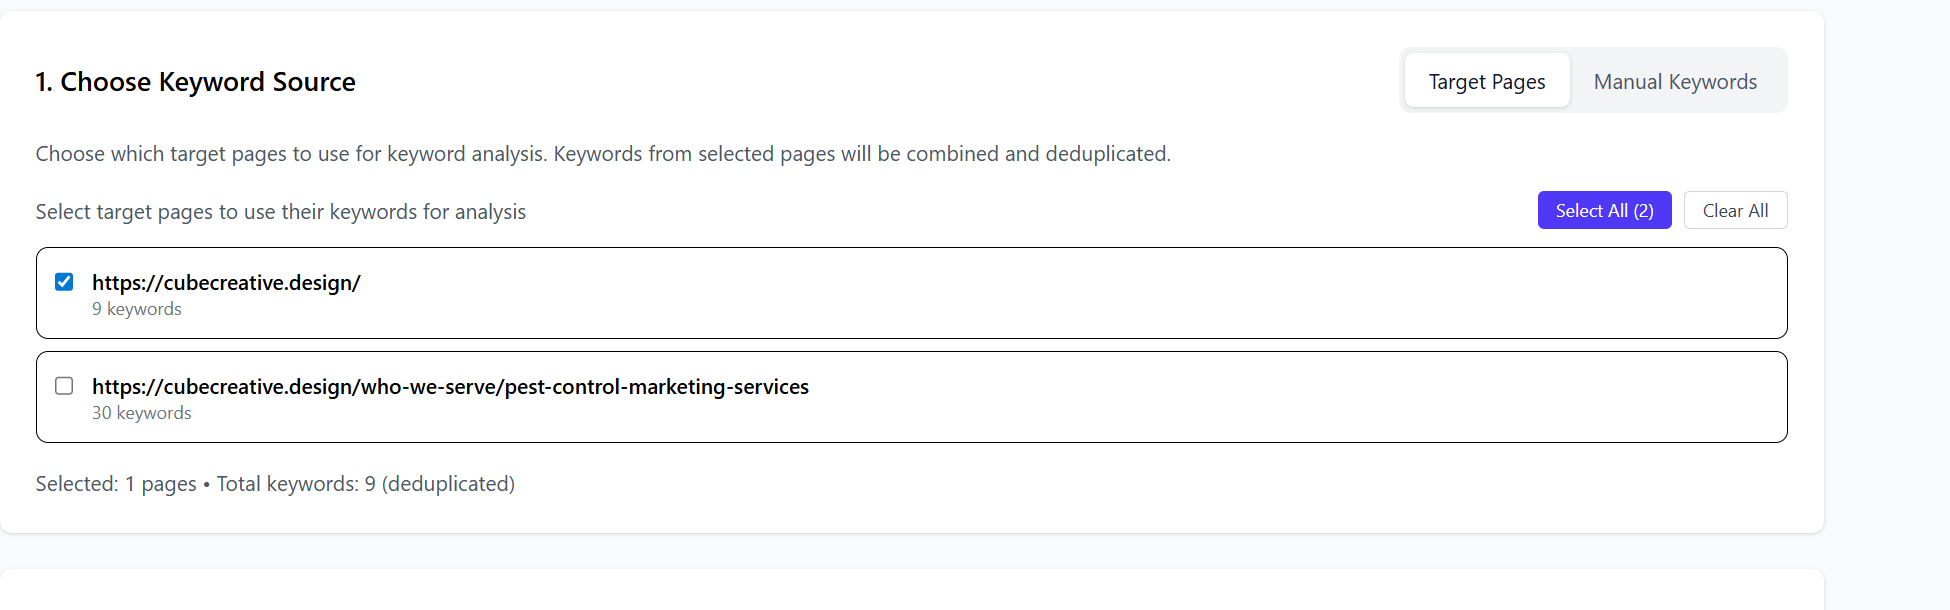 1. Choose Keyword Source
Target Pages
Manual Keywords
Choose which target pages to use for keyword analysis. Keywords from selected pages will be combined and deduplicated.
Select target pages to use their keywords for analysis
Select All (2)
Clear All
https://cubecreative.design/
9 keywords
https://cubecreative.design/who-we-serve/pest-control-marketing-services
30 keywords
Selected: 1 pages • Total keywords: 9 (deduplicated)